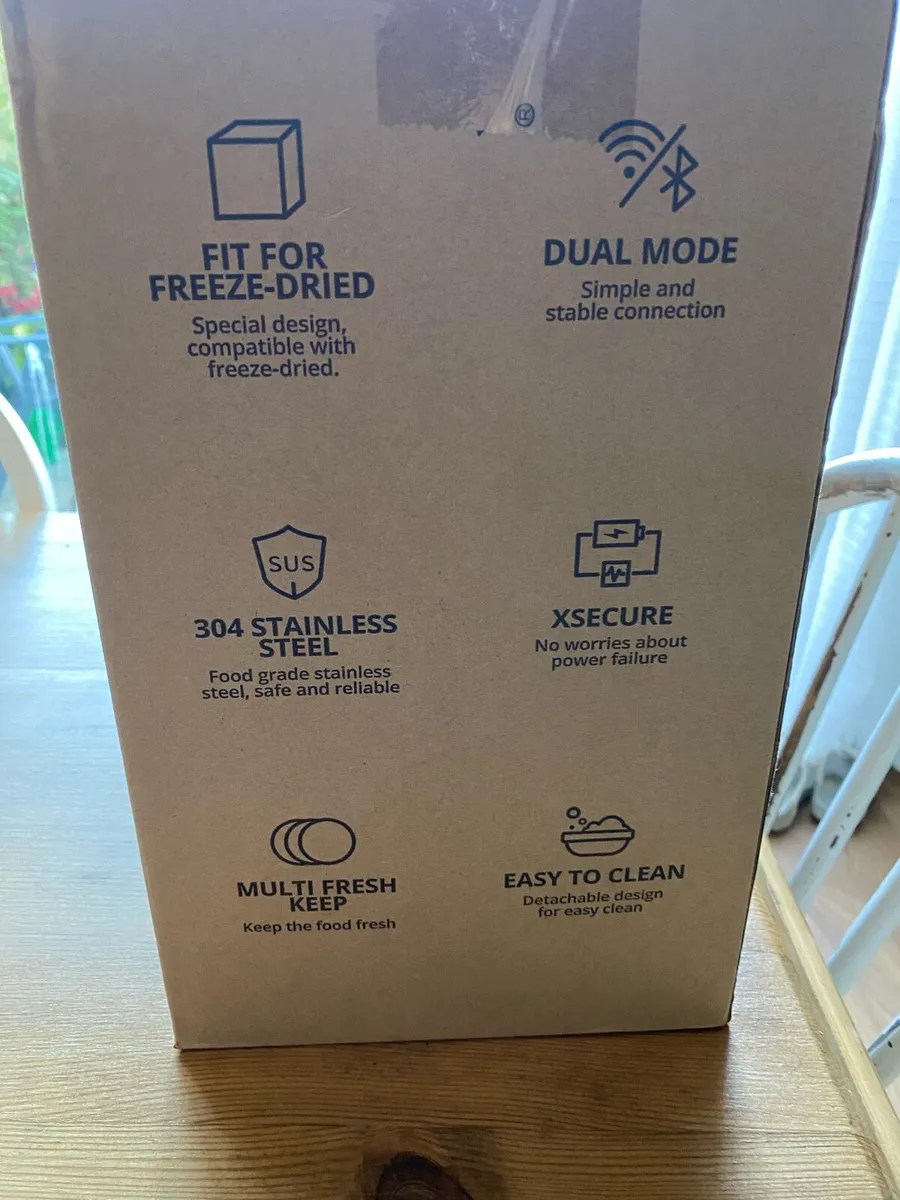 ®
FIT FOR
FREEZE-DRIED
Special design,
compatible with
freeze-dried.
DUAL MODE
Simple and
stable connection
SUS
304 STAINLESS
STEEL
Food grade stainless
steel, safe and reliable
XSECURE
No worries about
power failure
MULTI FRESH
KEEP
Keep the food fresh
EASY TO CLEAN
Detachable design
for easy clean